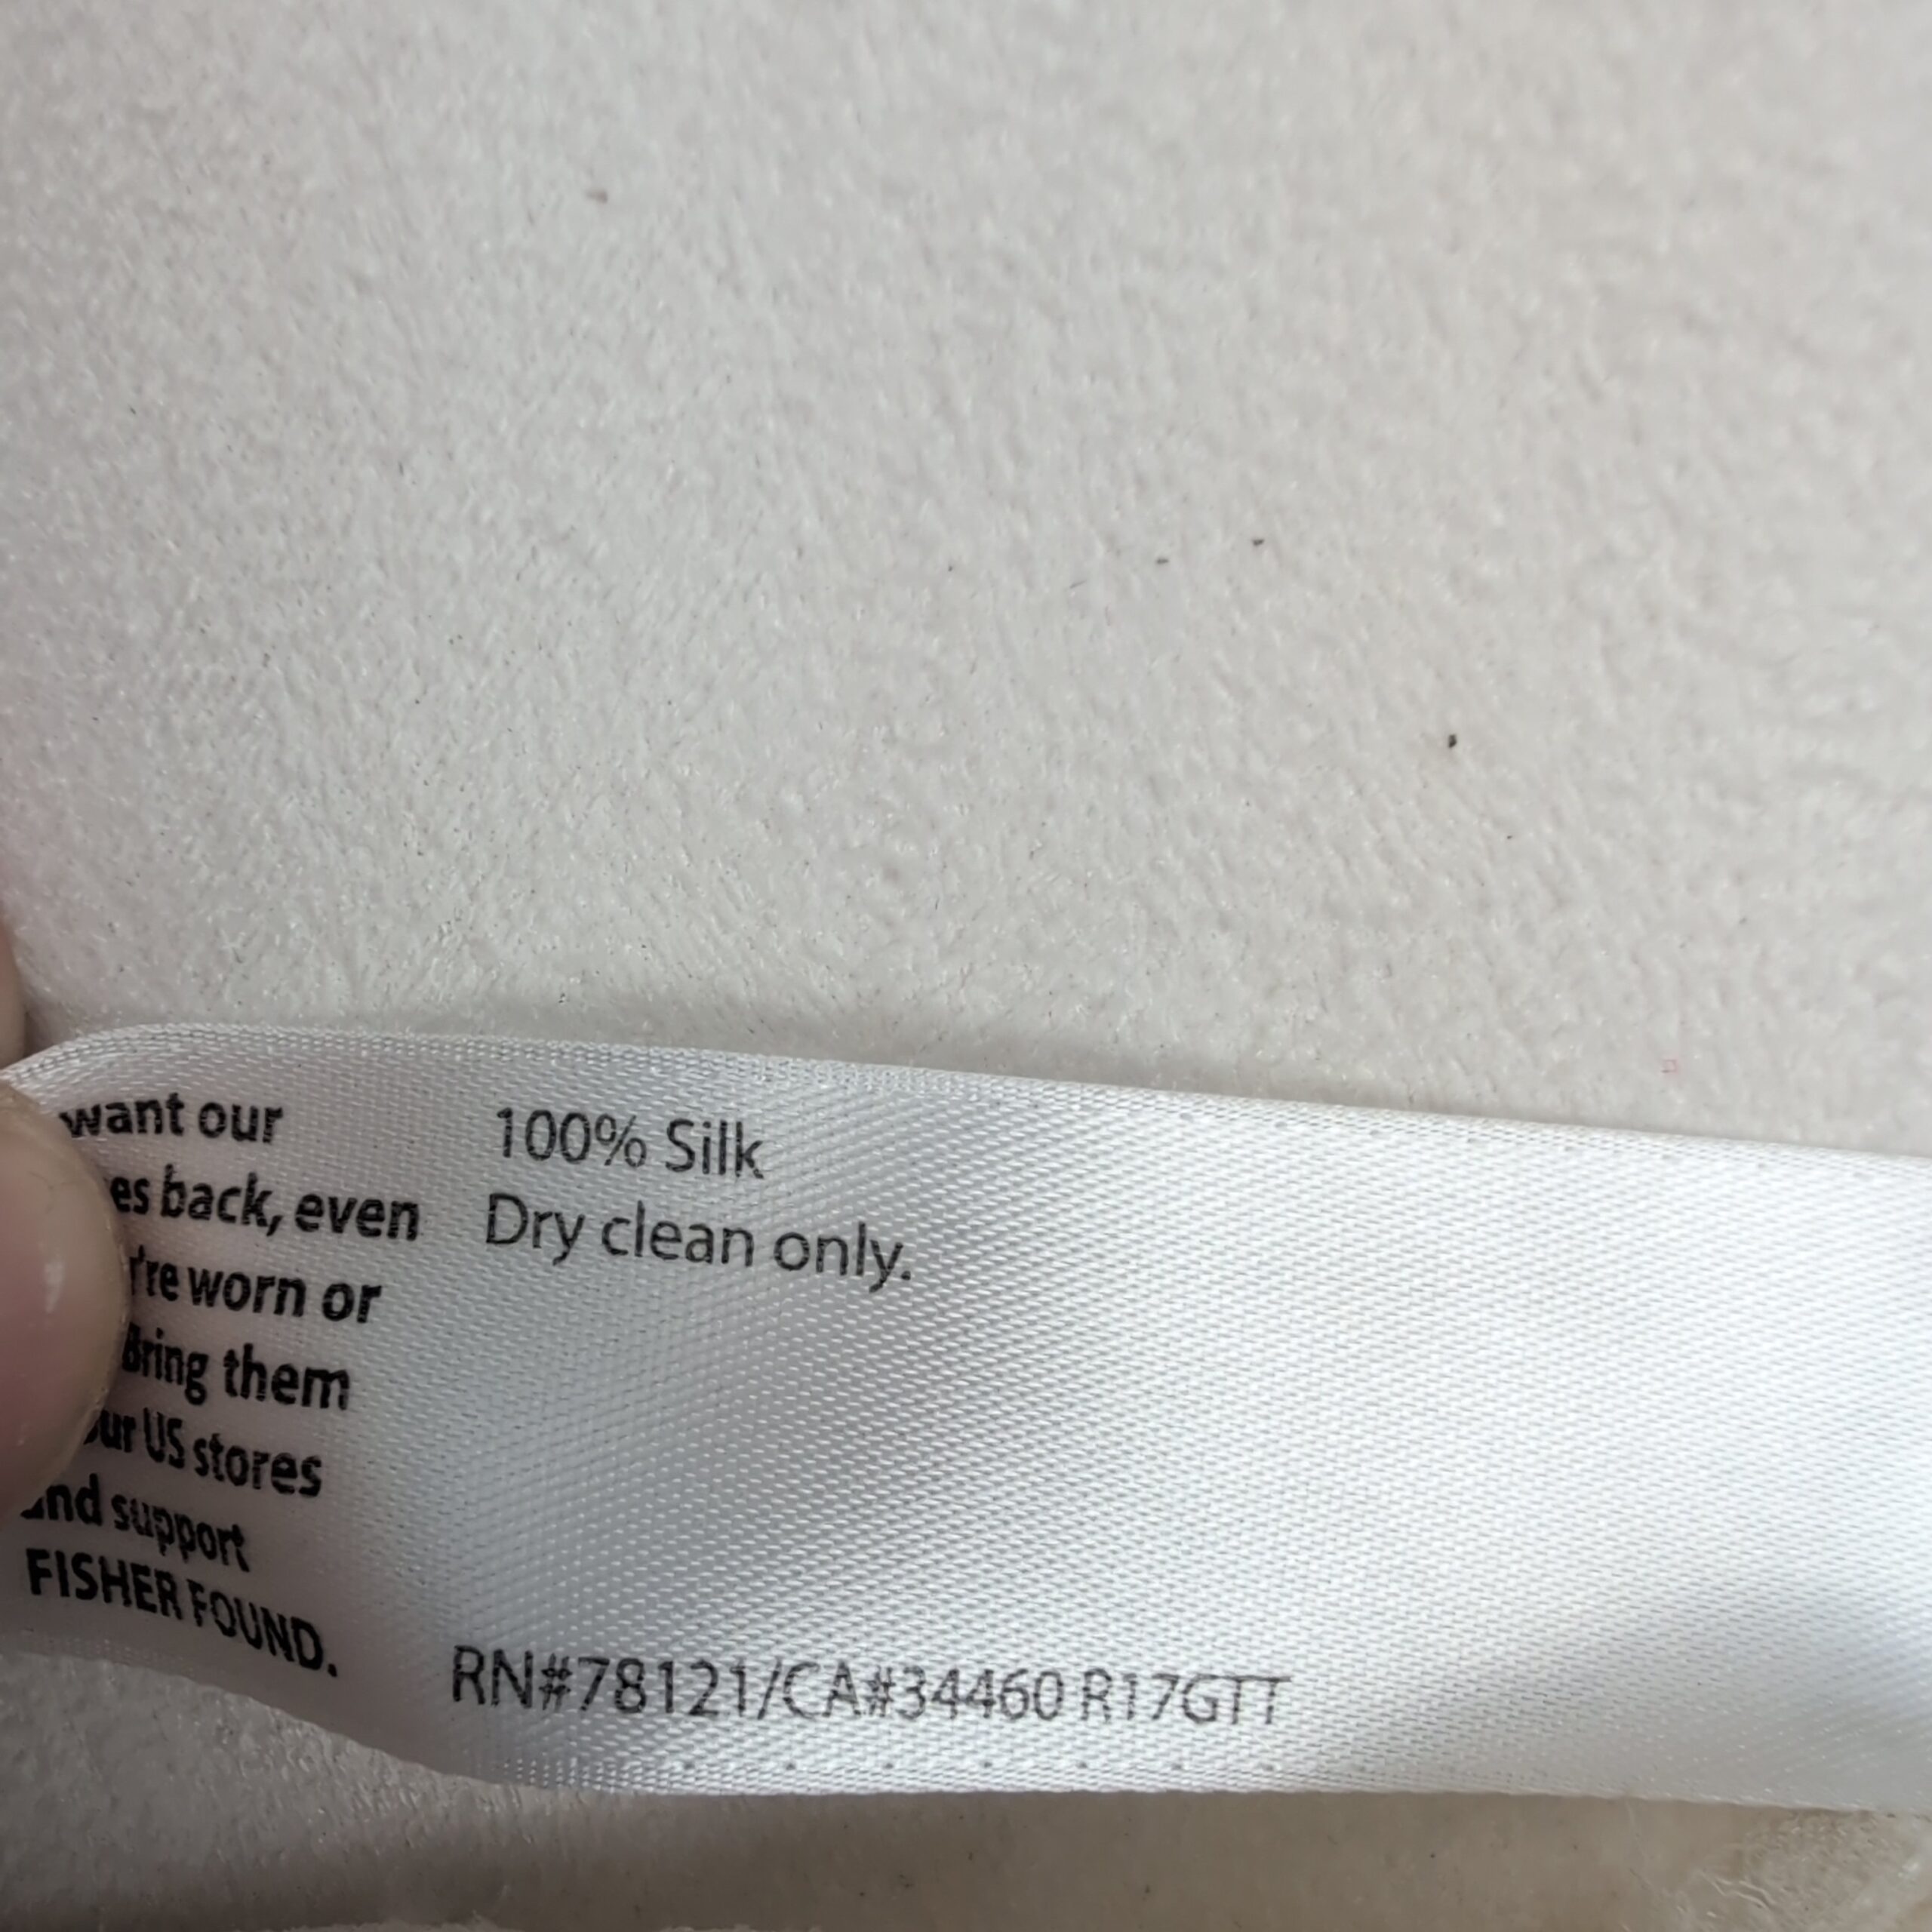 want our
es back, even
're worn or
Bring them
our US stores
and support
FISHER FOUND.
100% Silk
Dry clean only.
RN#78121/CA#34460 R17GTT